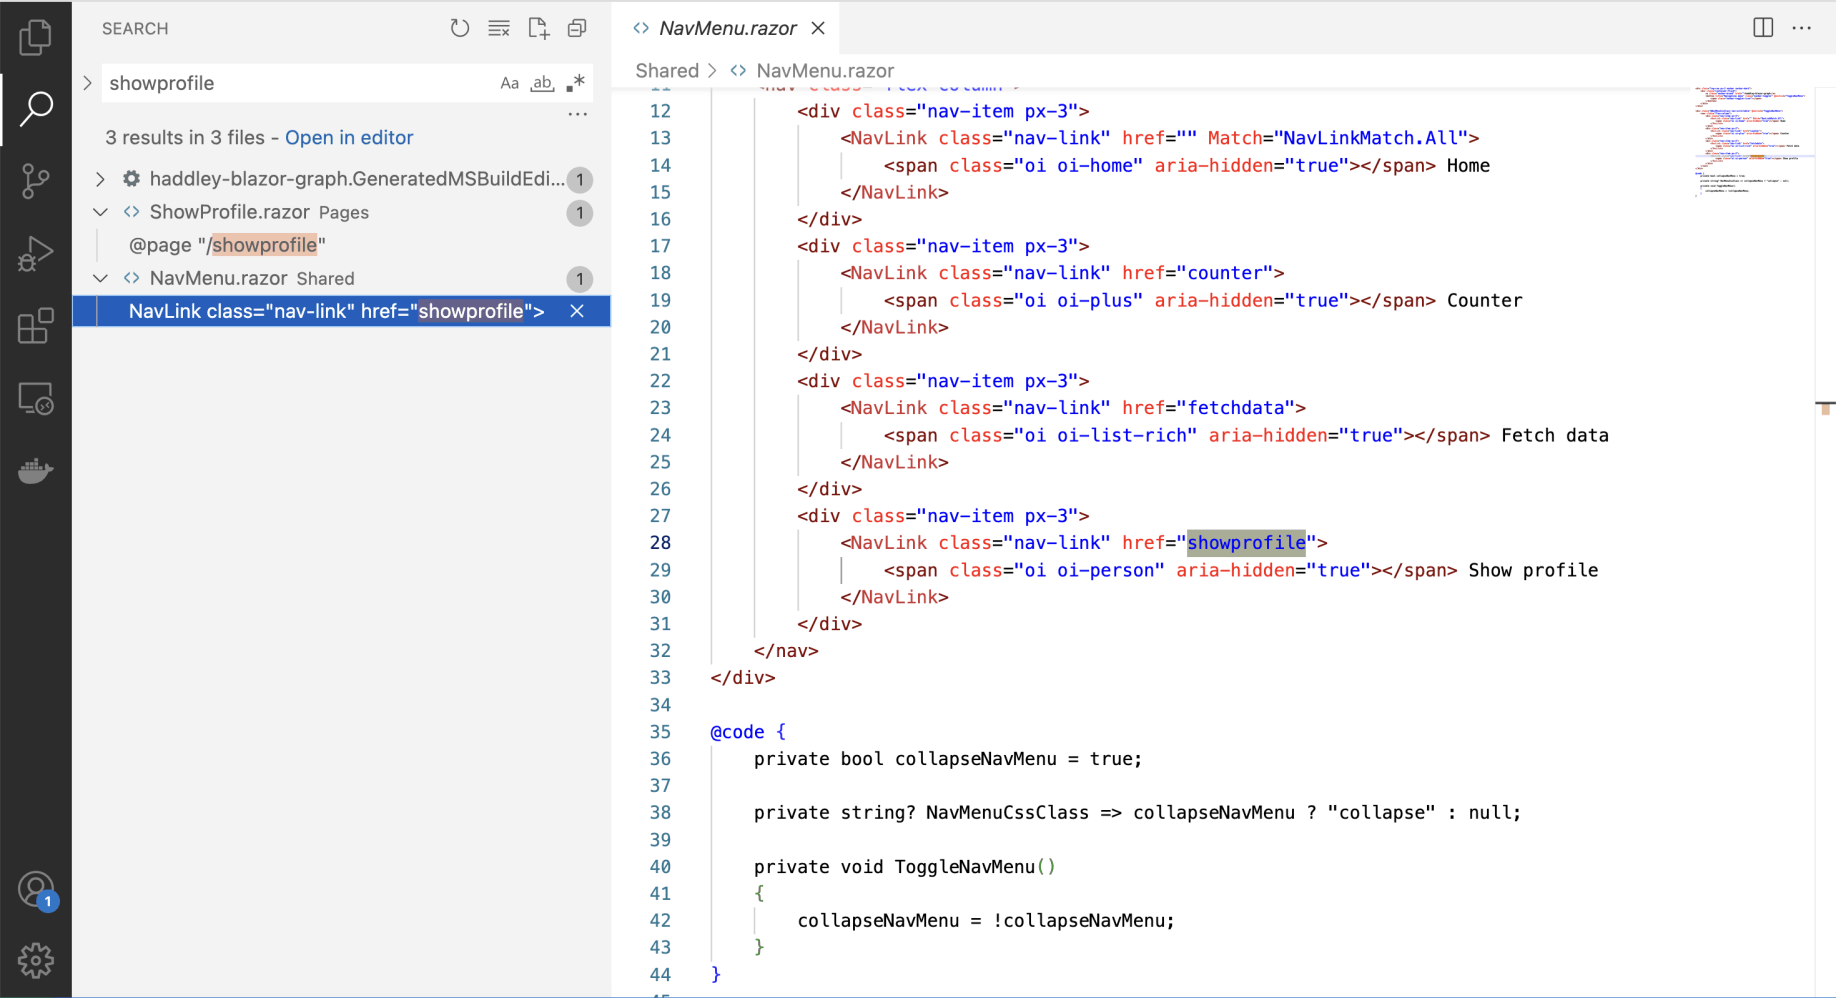 SEARCH
showprofile
Aa ab .*
3 results in 3 files - Open in editor
haddley-blazor-graph.GeneratedMSBuildEdi... 1
ShowProfile.razor Pages 1
@page "/showprofile"
NavMenu.razor Shared 1
NavLink class="nav-link" href="showprofile">
1
NavMenu.razor
Shared > NavMenu.razor
12 <div class="nav-item px-3">
13 <NavLink class="nav-link" href="" Match="NavLinkMatch.All">
14 <span class="oi oi-home" aria-hidden="true"></span> Home
15 </NavLink>
16 </div>
17 <div class="nav-item px-3">
18 <NavLink class="nav-link" href="counter">
19 <span class="oi oi-plus" aria-hidden="true"></span> Counter
20 </NavLink>
21 </div>
22 <div class="nav-item px-3">
23 <NavLink class="nav-link" href="fetchdata">
24 <span class="oi oi-list-rich" aria-hidden="true"></span> Fetch data
25 </NavLink>
26 </div>
27 <div class="nav-item px-3">
28 <NavLink class="nav-link" href="showprofile">
29 <span class="oi oi-person" aria-hidden="true"></span> Show profile
30 </NavLink>
31 </div>
32 </nav>
33 </div>
34
35 @code {
36 private bool collapseNavMenu = true;
37
38 private string? NavMenuCssClass => collapseNavMenu ? "collapse" : null;
39
40 private void ToggleNavMenu()
41 {
42 collapseNavMenu = !collapseNavMenu;
43 }
44 }